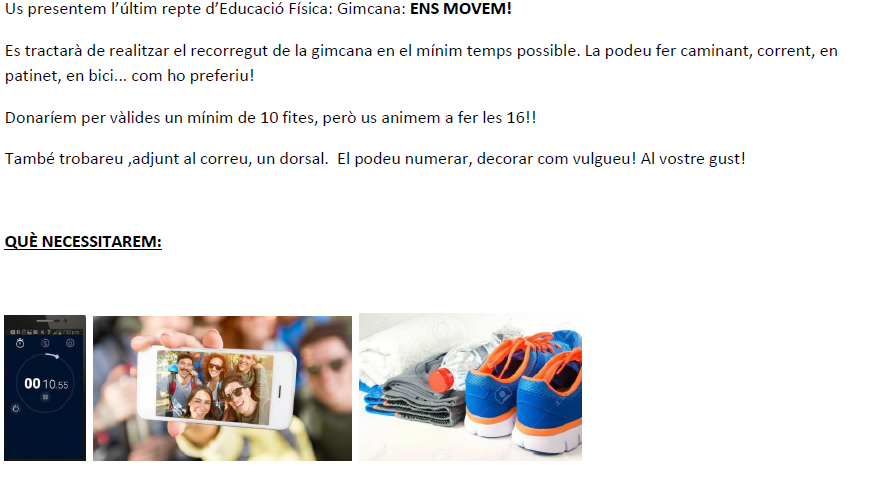 Us presentem l’últim repte d’Educació Física: Gimcana: ENS MOVEM!
Es tractarà de realitzar el recorregut de la gimcana en el mínim temps possible. La podeu fer caminant, corrent, en
patinet, en bici... com ho preferiu!
Donaríem per vàlides un mínim de 10 fites, però us animem a fer les 16!!
També trobareu ,adjunt al correu, un dorsal.  El podeu numerar, decorar com vulgueu! Al vostre gust!
QUÈ NECESSITAREM:
00 10.55